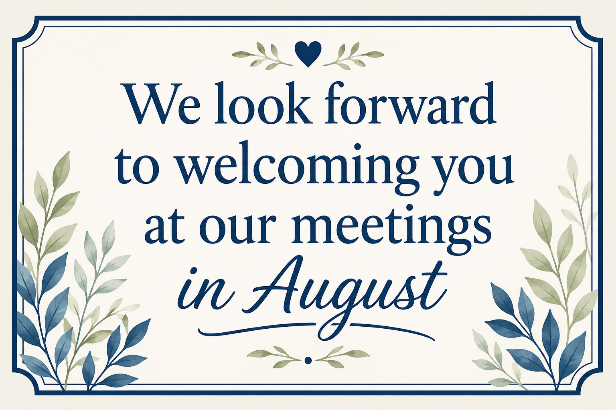 We look forward
to welcoming you
at our meetings
in August